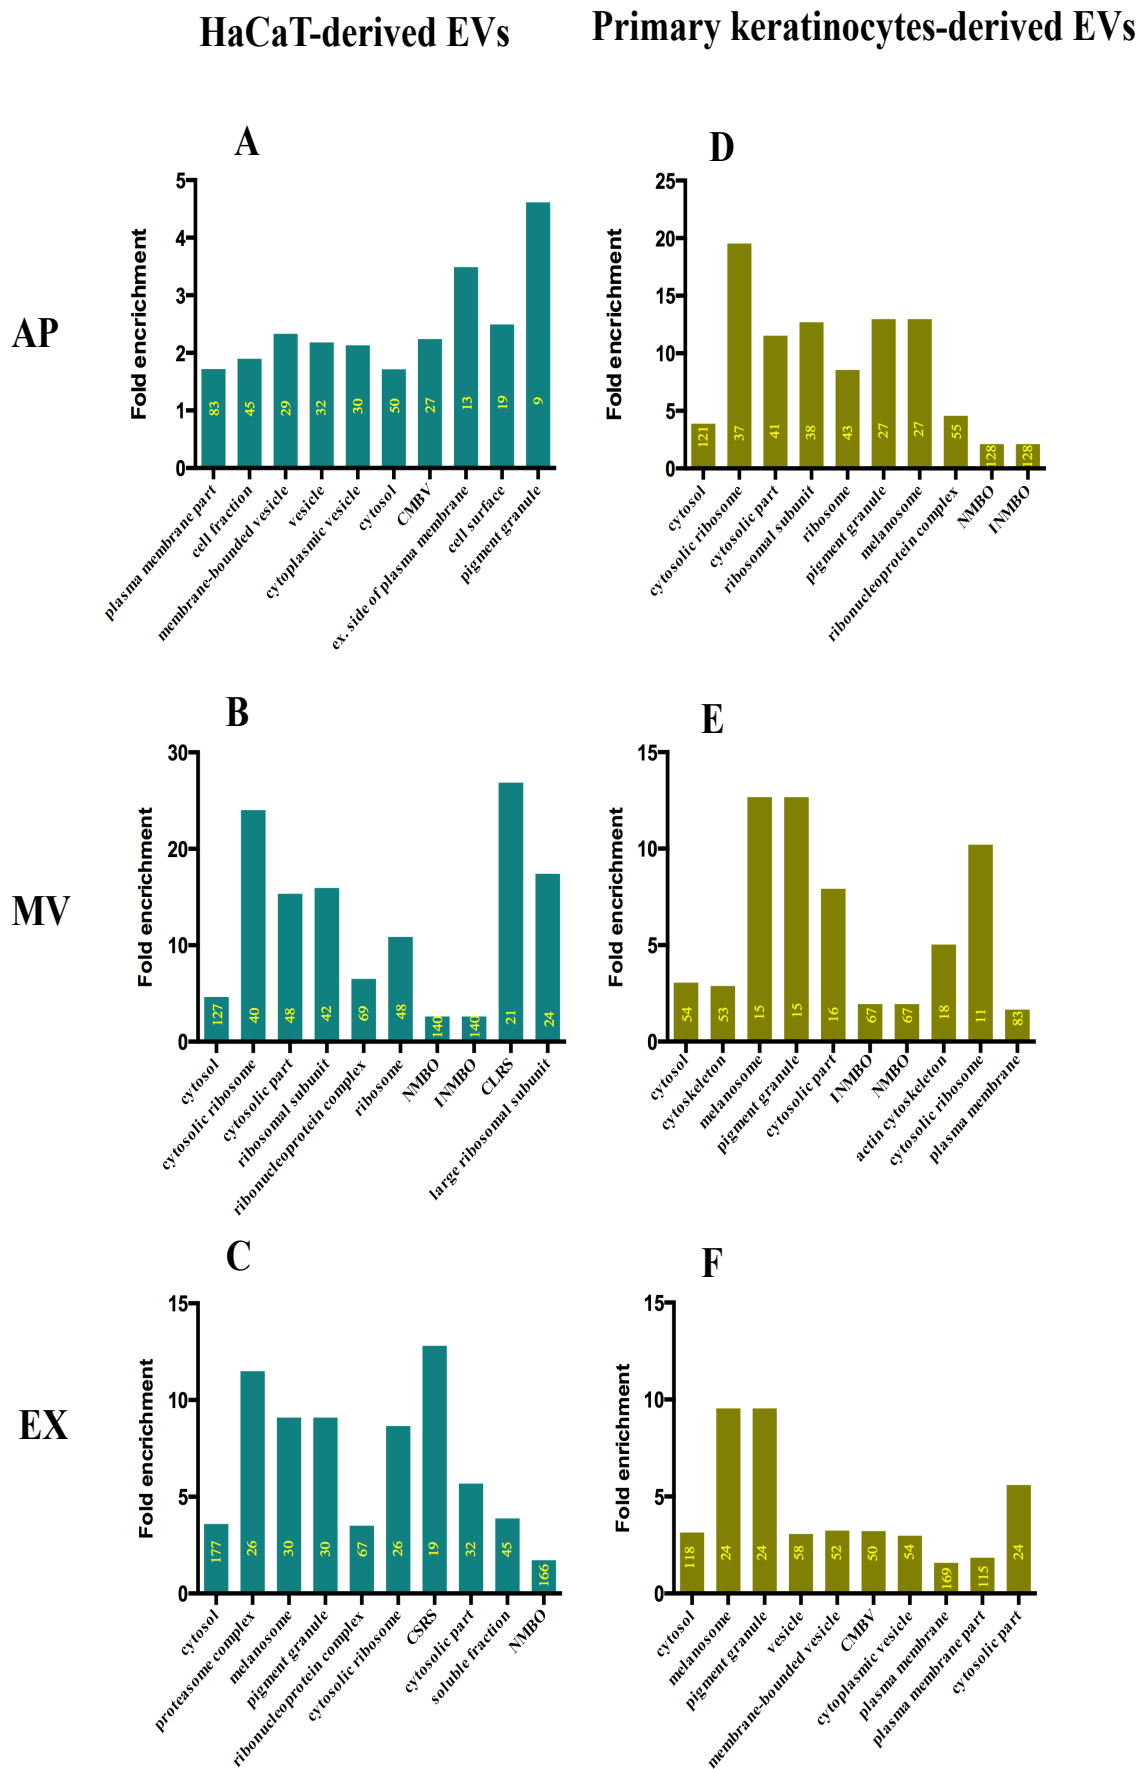 HaCaT-derived EVs
Primary keratinocytes-derived EVs
AP
A
Fold encrichment
5
4
3
2
1
0
83
45
29
32
30
50
27
13
19
9
plasma membrane part
cell fraction
membrane-bounded vesicle
vesicle
cytoplasmic vesicle
cytosol
CMBV
ex. side of plasma membrane
cell surface
pigment granule
D
Fold encrichment
25
20
15
10
5
0
121
37
41
38
43
27
27
55
128
128
cytosol
cytosolic ribosome
cytosolic part
ribosomal subunit
ribosome
pigment granule
melanosome
ribonucleoprotein complex
NMBO
INMBO
MV
B
Fold encrichment
30
20
10
0
127
40
48
42
69
48
140
140
21
24
cytosol
cytosolic ribosome
cytosolic part
ribosomal subunit
ribonucleoprotein complex
ribosome
NMBO
INMBO
CLRS
large ribosomal subunit
E
Fold encrichment
15
10
5
0
54
53
15
15
16
67
67
18
11
83
cytosol
cytoskeleton
melanosome
pigment granule
cytosolic part
INMBO
NMBO
actin cytoskeleton
cytosolic ribosome
plasma membrane
EX
C
Fold encrichment
15
10
5
0
177
26
30
30
67
26
19
32
45
166
cytosol
proteasome complex
melanosome
pigment granule
ribonucleoprotein complex
cytosolic ribosome
CSRS
cytosolic part
soluble fraction
NMBO
F
Fold enrichment
15
10
5
0
118
24
24
58
52
50
54
169
115
24
cytosol
melanosome
pigment granule
vesicle
membrane-bounded vesicle
CMBV
cytoplasmic vesicle
plasma membrane
plasma membrane part
cytosolic part